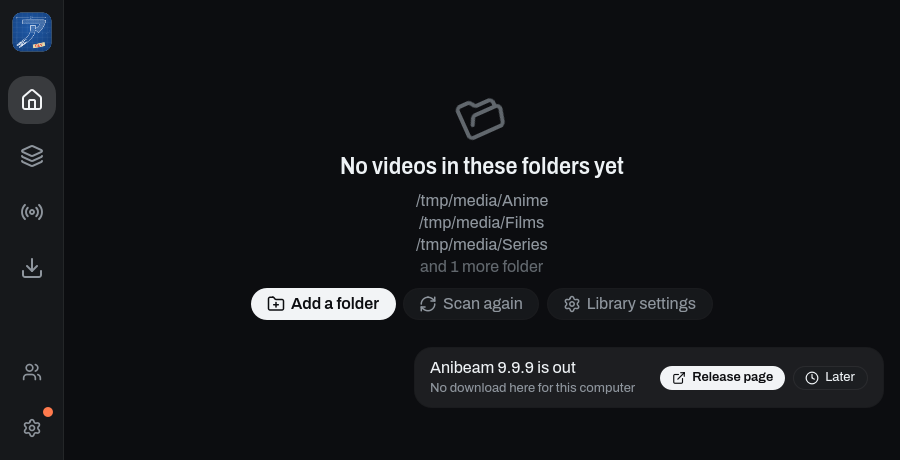 No videos in these folders yet
/tmp/media/Anime
/tmp/media/Films
/tmp/media/Series
and 1 more folder
Add a folder
Scan again
Library settings
Anibeam 9.9.9 is out
No download here for this computer
Release page
Later